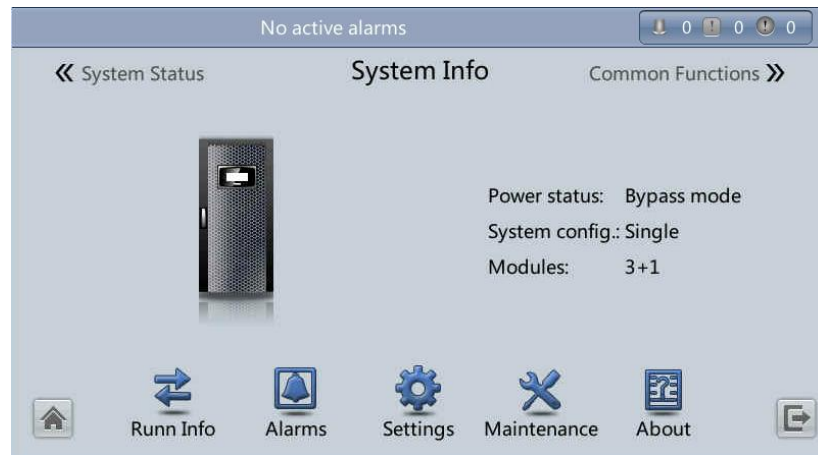 No active alarms
0 0 0
« System Status
System Info
Common Functions »
Power status: Bypass mode
System config.: Single
Modules: 3+1
Runn Info
Alarms
Settings
Maintenance
About